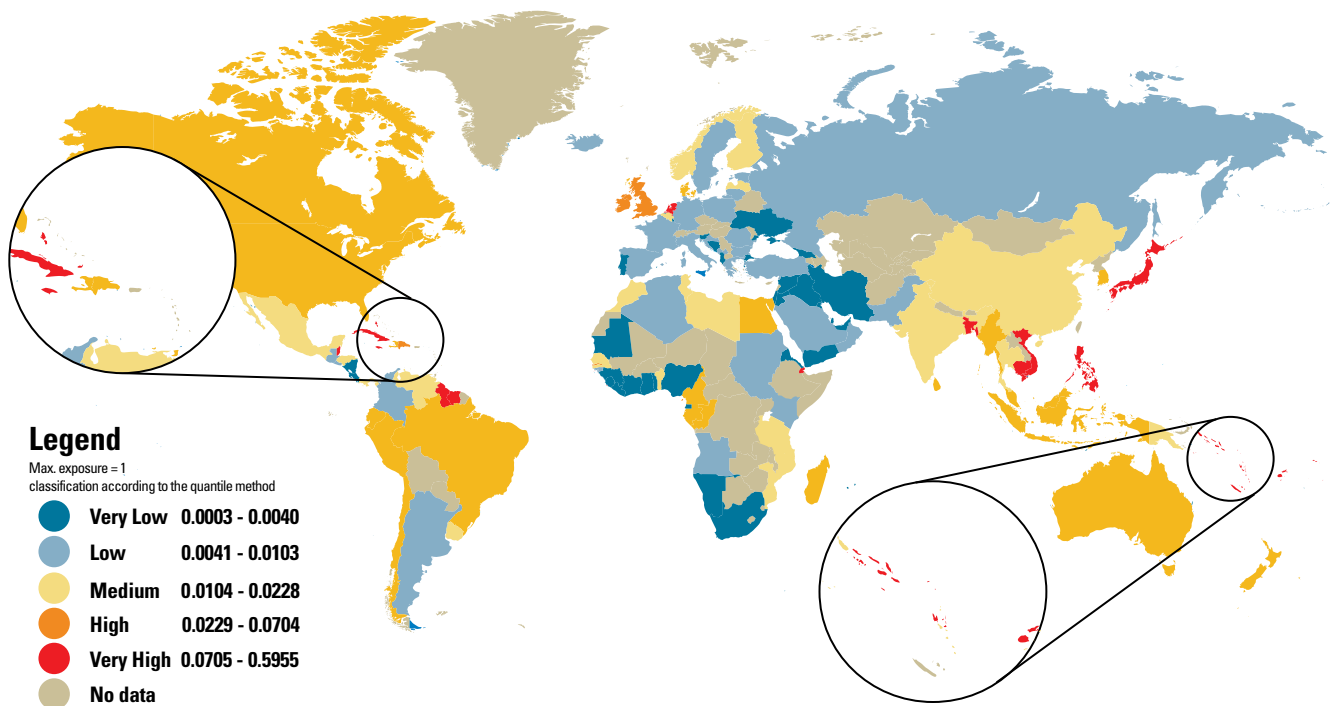 Legend
Max. exposure = 1
classification according to the quantile method
Very Low 0.0003 - 0.0040
Low 0.0041 - 0.0103
Medium 0.0104 - 0.0228
High 0.0229 - 0.0704
Very High 0.0705 - 0.5955
No data